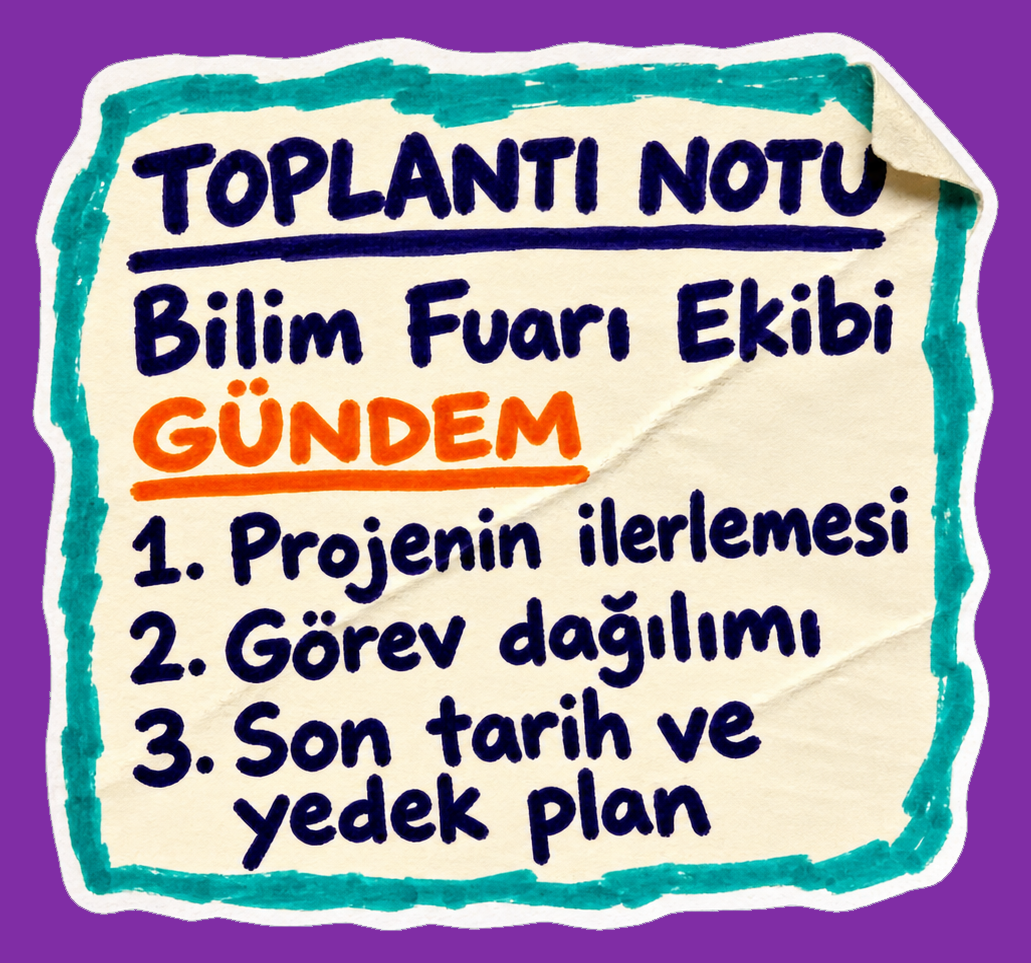 TOPLANTI NOTU
Bilim Fuarı Ekibi
GÜNDEM
1. Projenin ilerlemesi
2. Görev dağılımı
3. Son tarih ve
yedek plan